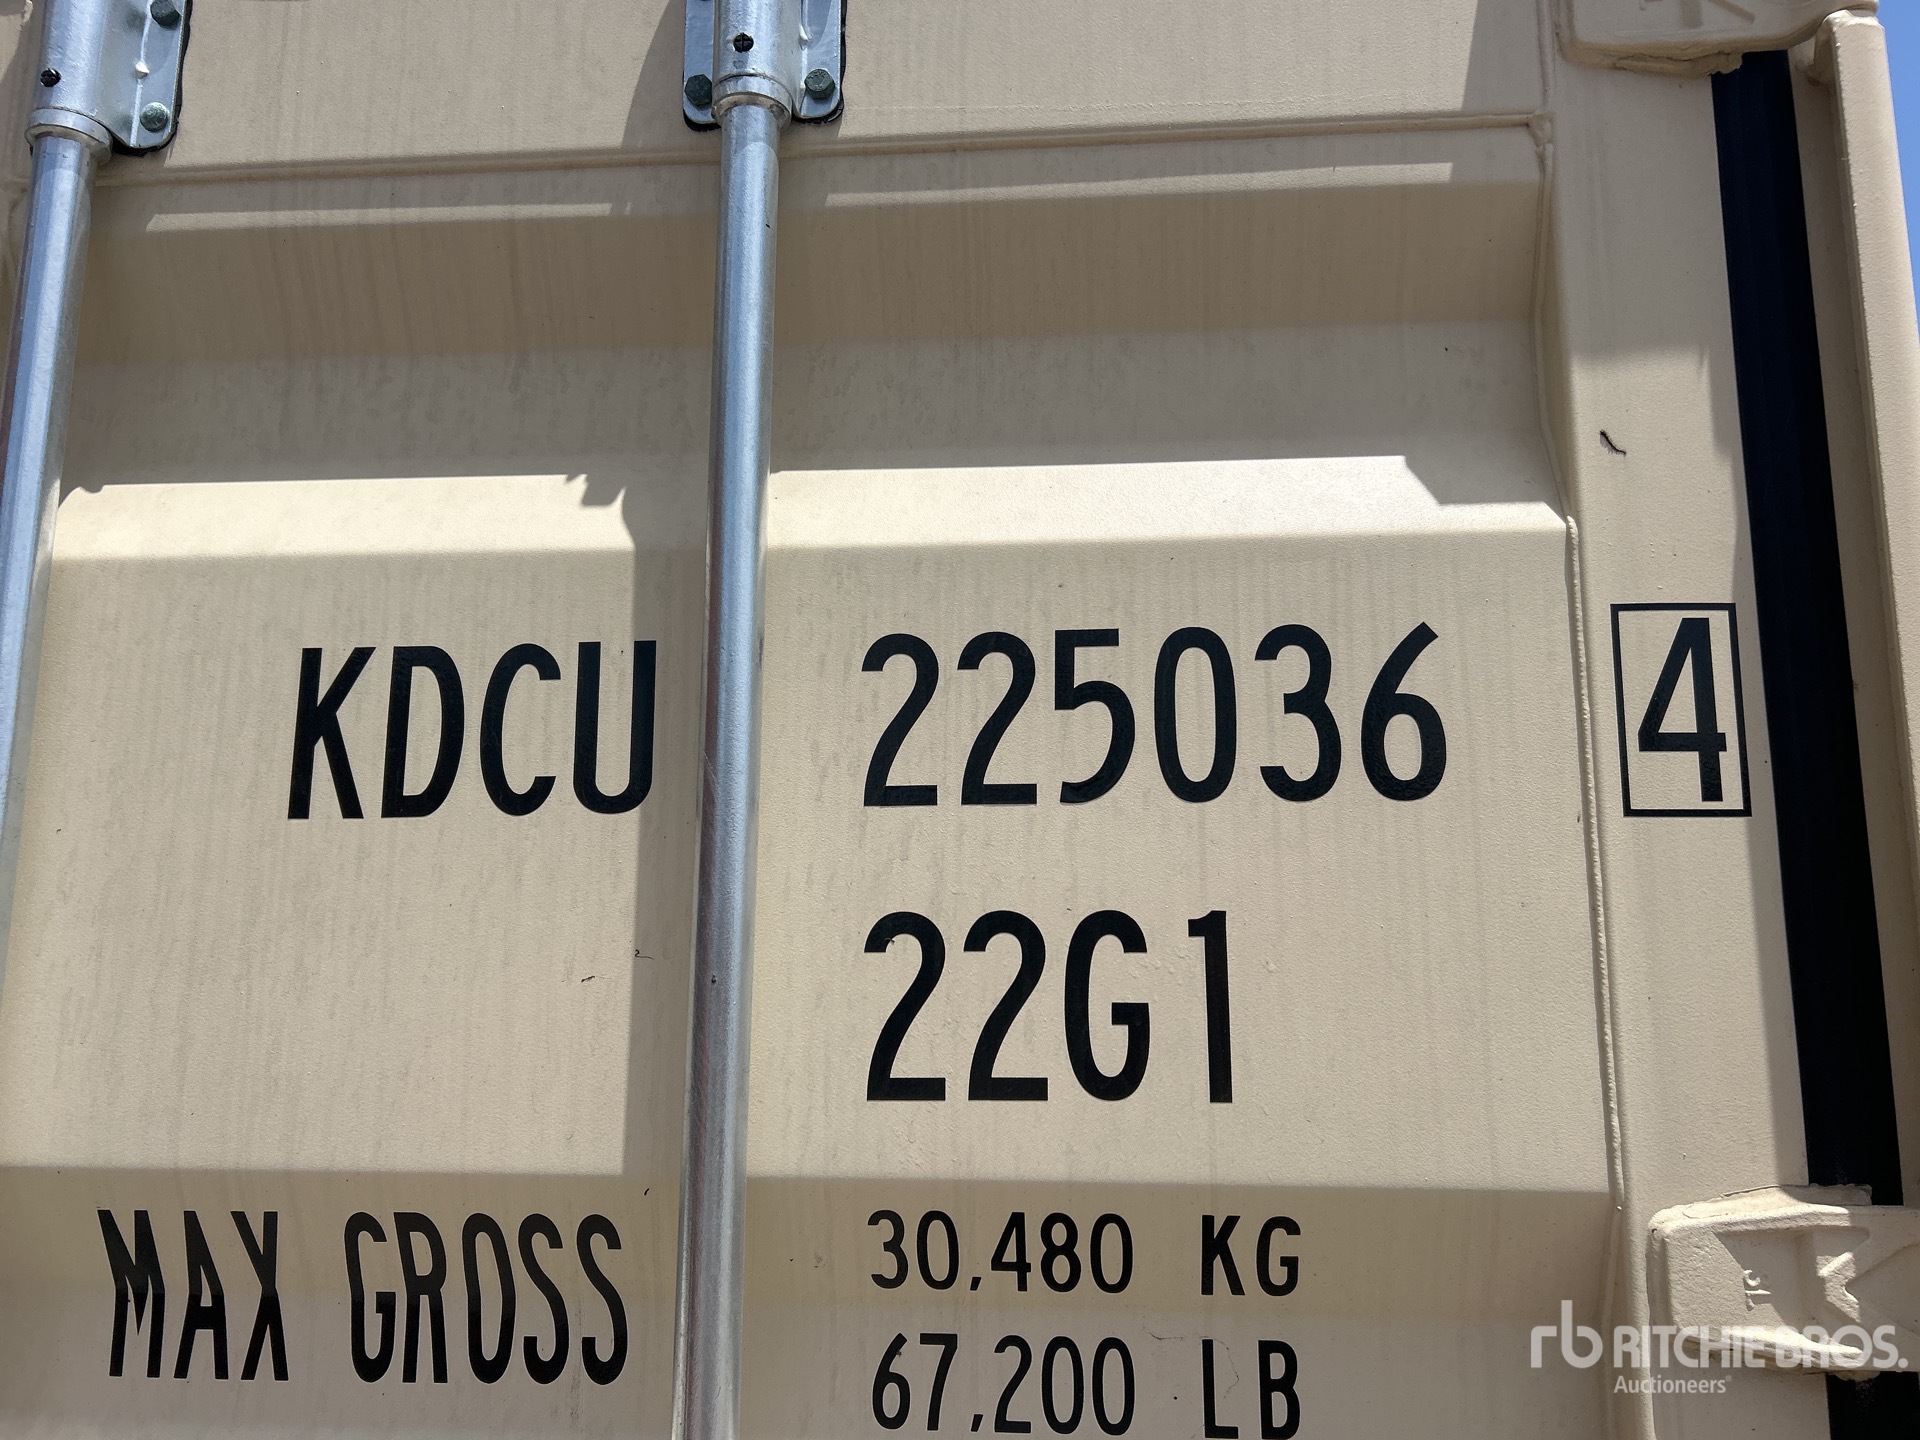 KDCU 225036 4
22G1
MAX GROSS 30,480 KG
67,200 LB
rb RITCHIE BROS.
Auctioneers®